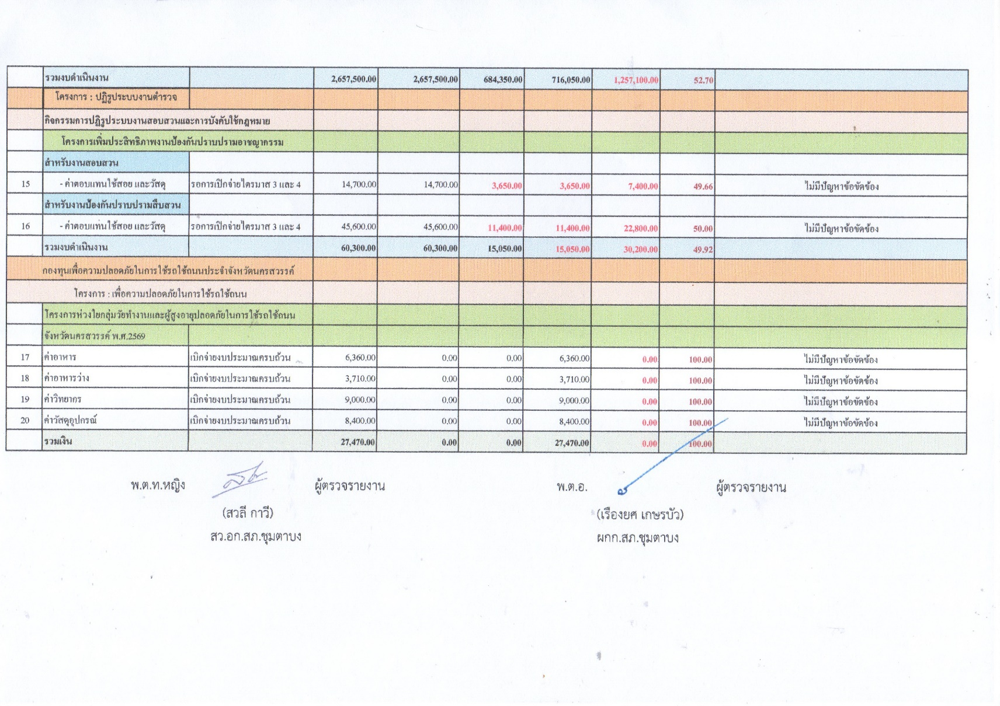 รวมงบดำเนินงาน 2,657,500.00 2,657,500.00 684,350.00 716,050.00 1,257,100.00 52.70
โครงการ : ปฏิรูประบบงานตำรวจ
กิจกรรมการปฏิรูประบบงานสอบสวนและการบังคับใช้กฎหมาย
โครงการเพิ่มประสิทธิภาพงานป้องกันปราบปรามอาชญากรรม
สำหรับงานสอบสวน
15 - ค่าตอบแทนใช้สอย และวัสดุ รอการเบิกจ่ายไตรมาส 3 และ 4 14,700.00 14,700.00 3,650.00 3,650.00 7,400.00 49.66 ไม่มีปัญหาข้อขัดข้อง
สำหรับงานป้องกันปราบปรามสืบสวน
16 - ค่าตอบแทนใช้สอย และวัสดุ รอการเบิกจ่ายไตรมาส 3 และ 4 45,600.00 45,600.00 11,400.00 11,400.00 22,800.00 50.00 ไม่มีปัญหาข้อขัดข้อง
รวมงบดำเนินงาน 60,300.00 60,300.00 15,050.00 15,050.00 30,200.00 49.92
กองทุนเพื่อความปลอดภัยในการใช้รถใช้ถนนประจำจังหวัดนครสวรรค์
โครงการ : เพื่อความปลอดภัยในการใช้รถใช้ถนน
โครงการห่วงใยกลุ่มวัยทำงานและผู้สูงอายุปลอดภัยในการใช้รถใช้ถนน
จังหวัดนครสวรรค์ พ.ศ.2569
17 ค่าอาหาร เบิกจ่ายงบประมาณครบถ้วน 6,360.00 0.00 0.00 6,360.00 0.00 100.00 ไม่มีปัญหาข้อขัดข้อง
18 ค่าอาหารว่าง เบิกจ่ายงบประมาณครบถ้วน 3,710.00 0.00 0.00 3,710.00 0.00 100.00 ไม่มีปัญหาข้อขัดข้อง
19 ค่าวิทยากร เบิกจ่ายงบประมาณครบถ้วน 9,000.00 0.00 0.00 9,000.00 0.00 100.00 ไม่มีปัญหาข้อขัดข้อง
20 ค่าวัสดุอุปกรณ์ เบิกจ่ายงบประมาณครบถ้วน 8,400.00 0.00 0.00 8,400.00 0.00 100.00 ไม่มีปัญหาข้อขัดข้อง
รวมเงิน 27,470.00 0.00 0.00 27,470.00 0.00 100.00
พ.ต.ท.หญิง ผู้ตรวจรายงาน พ.ต.อ. ผู้ตรวจรายงาน
(สวลี กาวี) (เรืองยศ เกษรบัว)
สว.อก.สภ.ชุมตาบง ผกก.สภ.ชุมตาบง